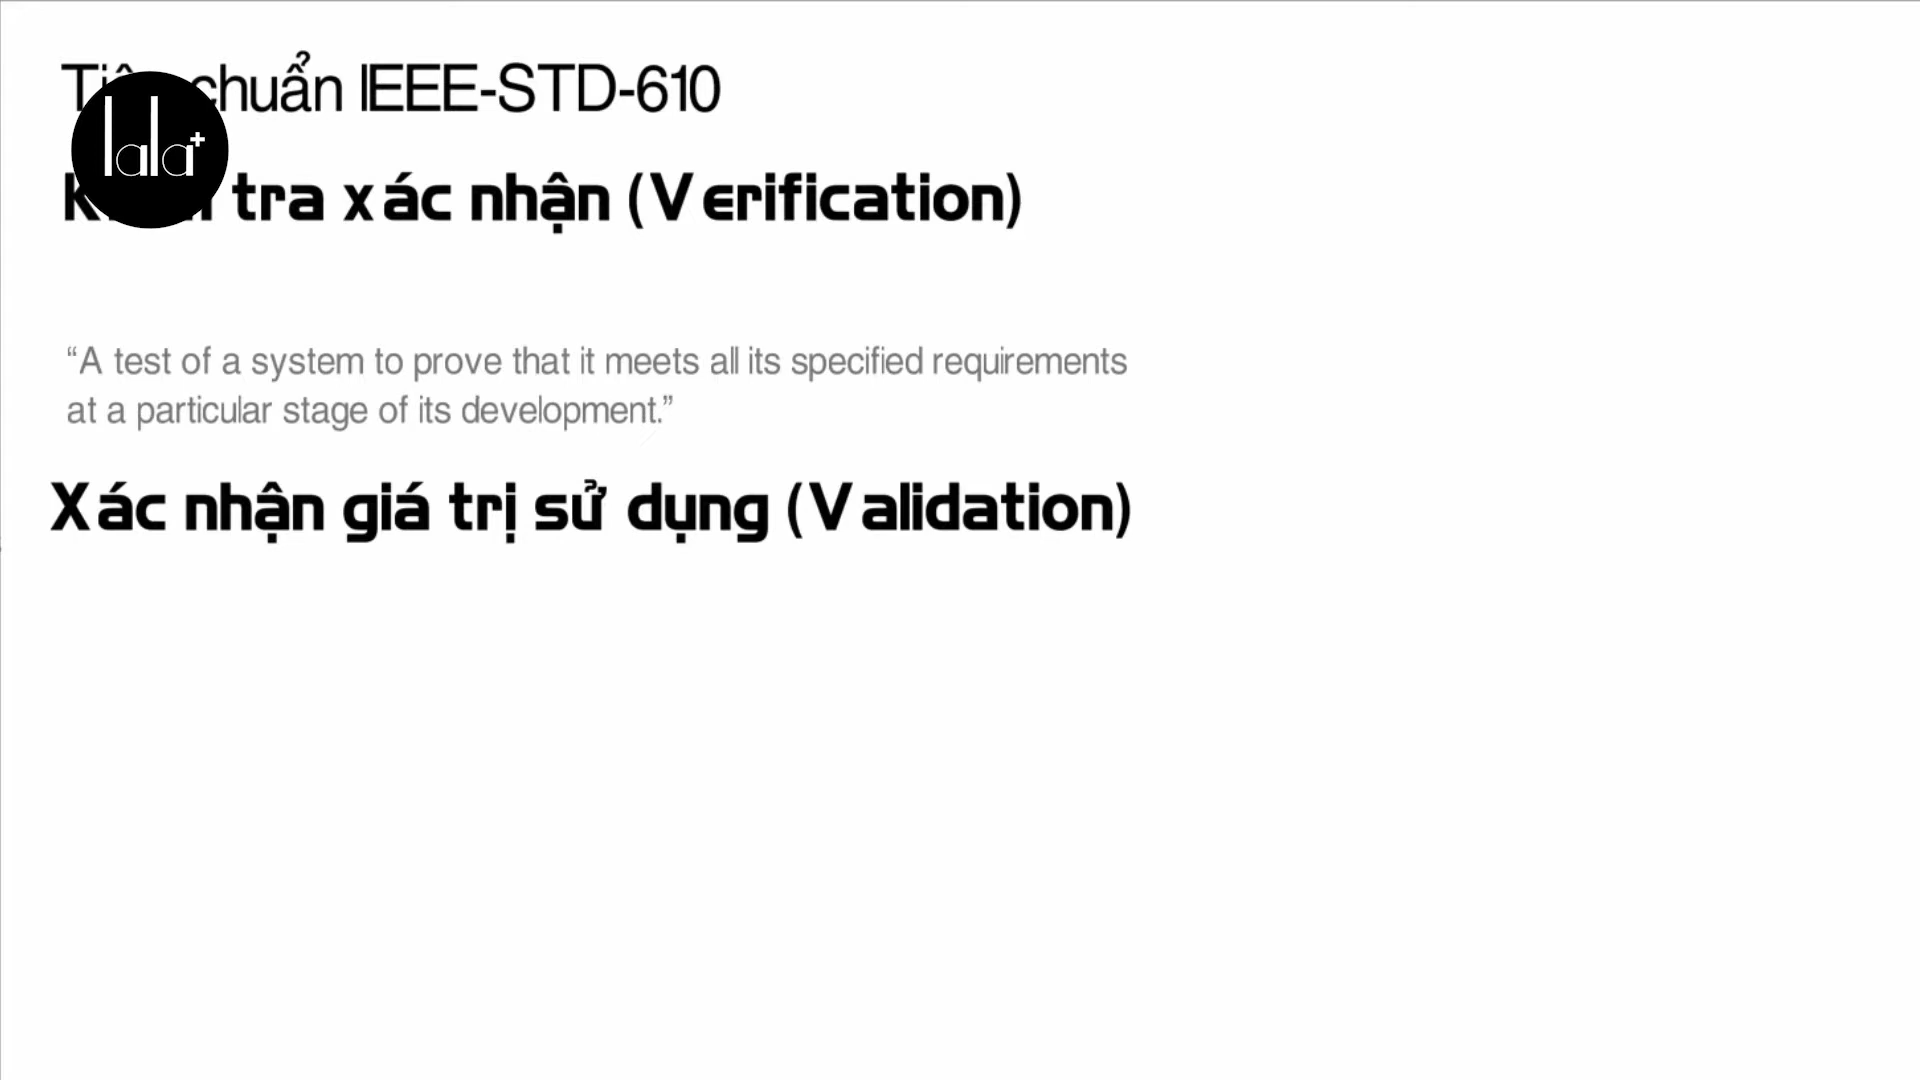 chuẩn IEEE-STD-610
lala+
tra xác nhận (Verification)
“A test of a system to prove that it meets all its specified requirements
at a particular stage of its development.”
Xác nhận giá trị sử dụng (Validation)